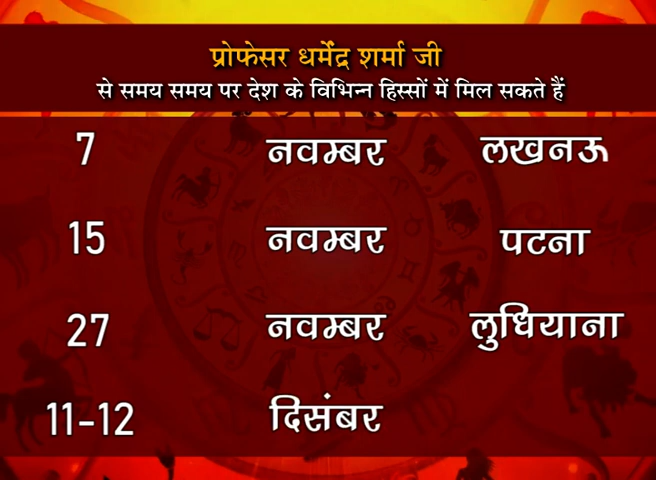 प्रोफेसर धर्मेंद्र शर्मा जी
से समय समय पर देश के विभिन्न हिस्सों में मिल सकते हैं
7 नवम्बर लखनऊ
15 नवम्बर पटना
27 नवम्बर लुधियाना
11-12 दिसंबर